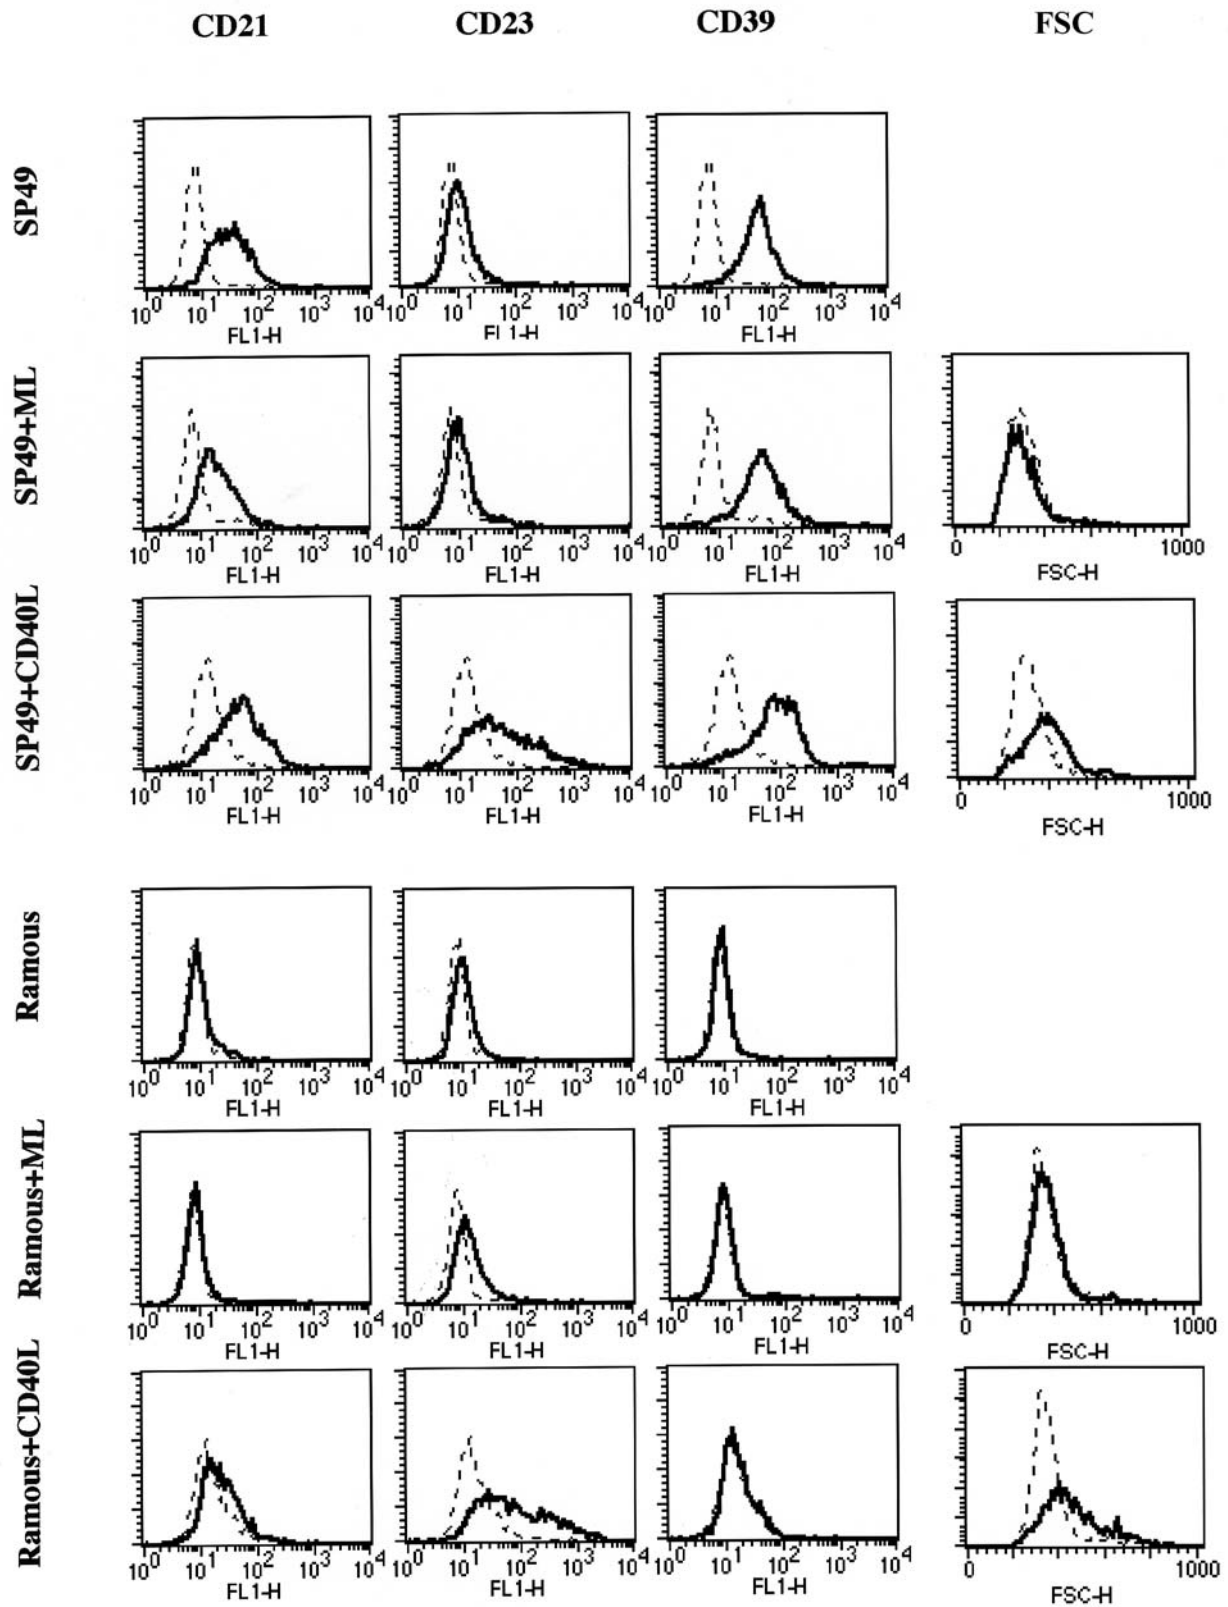 CD21 CD23 CD39 FSC
SP49
10^0 10^1 10^2 10^3 10^4 10^0 10^1 10^2 10^3 10^4 10^0 10^1 10^2 10^3 10^4
FL1-H FL1-H FL1-H
SP49+ML
10^0 10^1 10^2 10^3 10^4 10^0 10^1 10^2 10^3 10^4 10^0 10^1 10^2 10^3 10^4 0 1000
FL1-H FL1-H FL1-H FSC-H
SP49+CD40L
10^0 10^1 10^2 10^3 10^4 10^0 10^1 10^2 10^3 10^4 10^0 10^1 10^2 10^3 10^4 0 1000
FL1-H FL1-H FL1-H FSC-H
Ramous
10^0 10^1 10^2 10^3 10^4 10^0 10^1 10^2 10^3 10^4 10^0 10^1 10^2 10^3 10^4
FL1-H FL1-H FL1-H
Ramous+ML
10^0 10^1 10^2 10^3 10^4 10^0 10^1 10^2 10^3 10^4 10^0 10^1 10^2 10^3 10^4 0 1000
FL1-H FL1-H FL1-H FSC-H
Ramous+CD40L
10^0 10^1 10^2 10^3 10^4 10^0 10^1 10^2 10^3 10^4 10^0 10^1 10^2 10^3 10^4 0 1000
FL1-H FL1-H FL1-H FSC-H